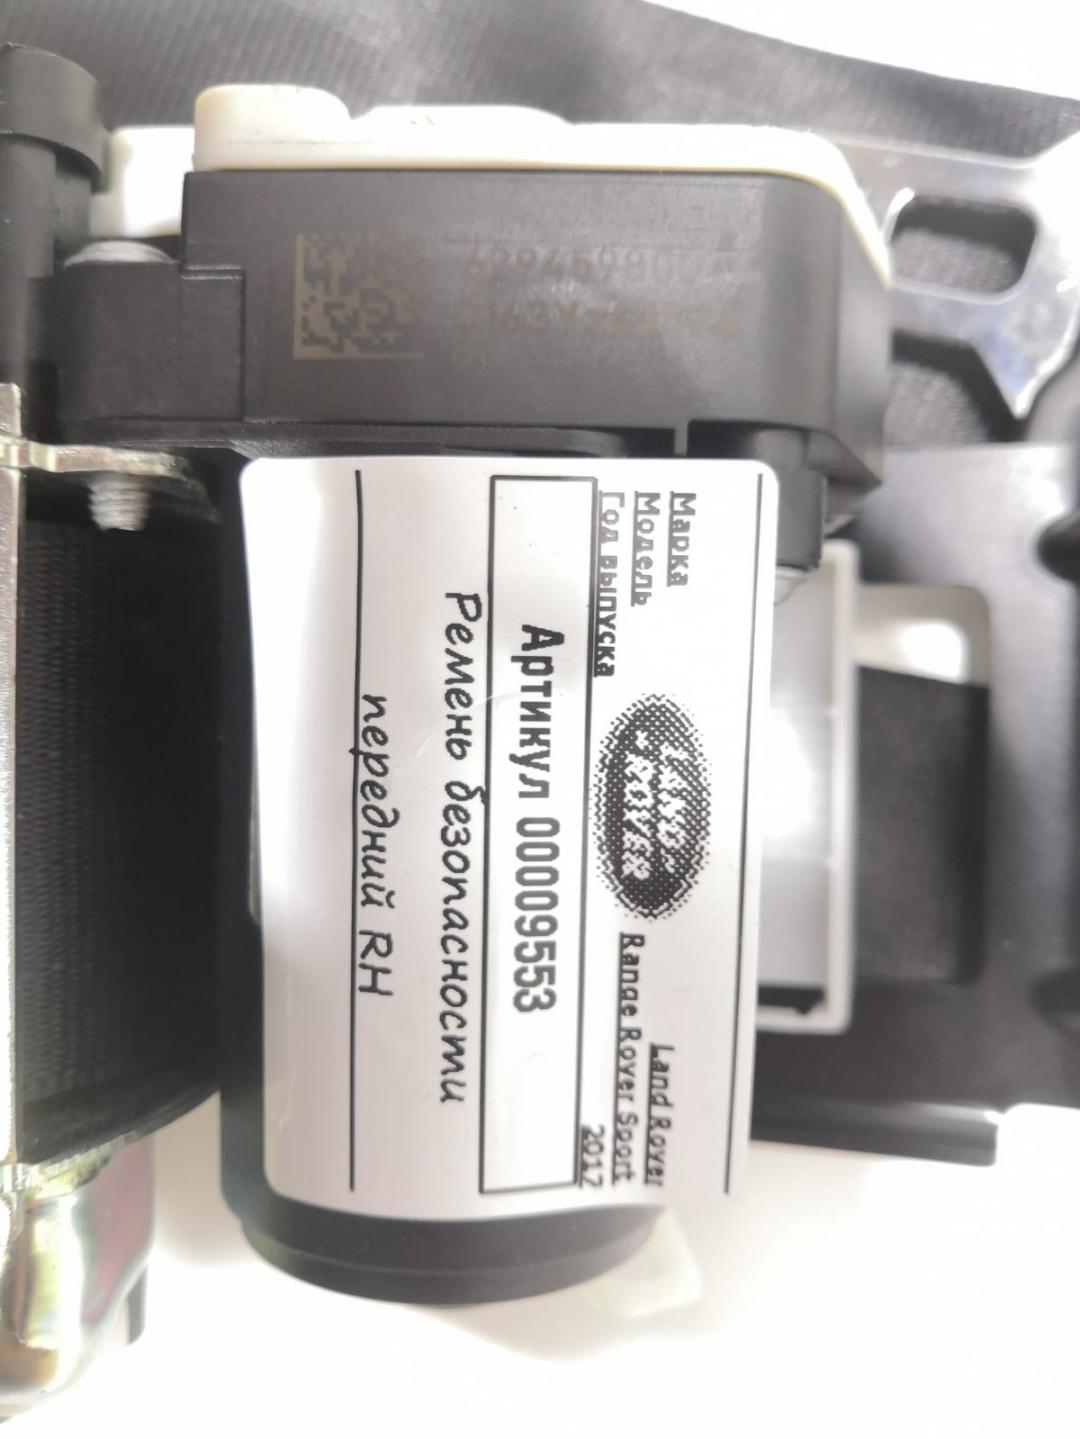 Марка Land Rover
Модель Range Rover Sport
Год выпуска 2017
LAND ROVER
Артикул 00009553
Ремень безопасности
передний RH